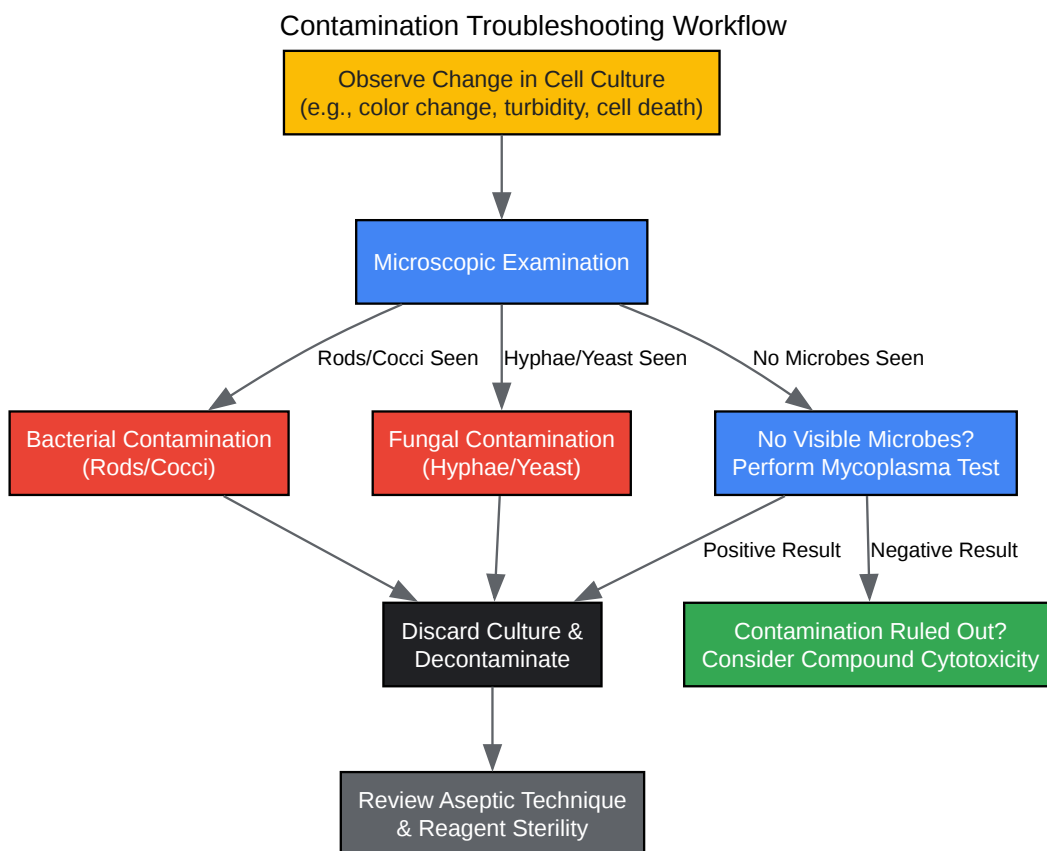 Contamination Troubleshooting Workflow
Observe Change in Cell Culture
(e.g., color change, turbidity, cell death)
Microscopic Examination
Rods/Cocci Seen
Hyphae/Yeast Seen
No Microbes Seen
Bacterial Contamination
(Rods/Cocci)
Fungal Contamination
(Hyphae/Yeast)
No Visible Microbes?
Perform Mycoplasma Test
Positive Result
Negative Result
Discard Culture &
Decontaminate
Contamination Ruled Out?
Consider Compound Cytotoxicity
Review Aseptic Technique
& Reagent Sterility